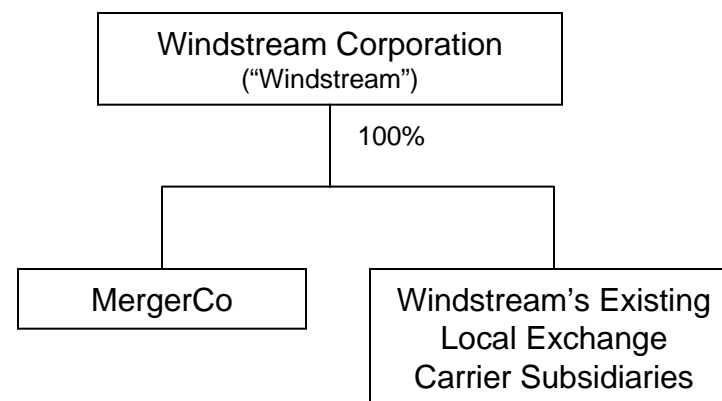 Windstream Corporation
(“Windstream”)
100%
MergerCo
Windstream’s Existing
Local Exchange
Carrier Subsidiaries